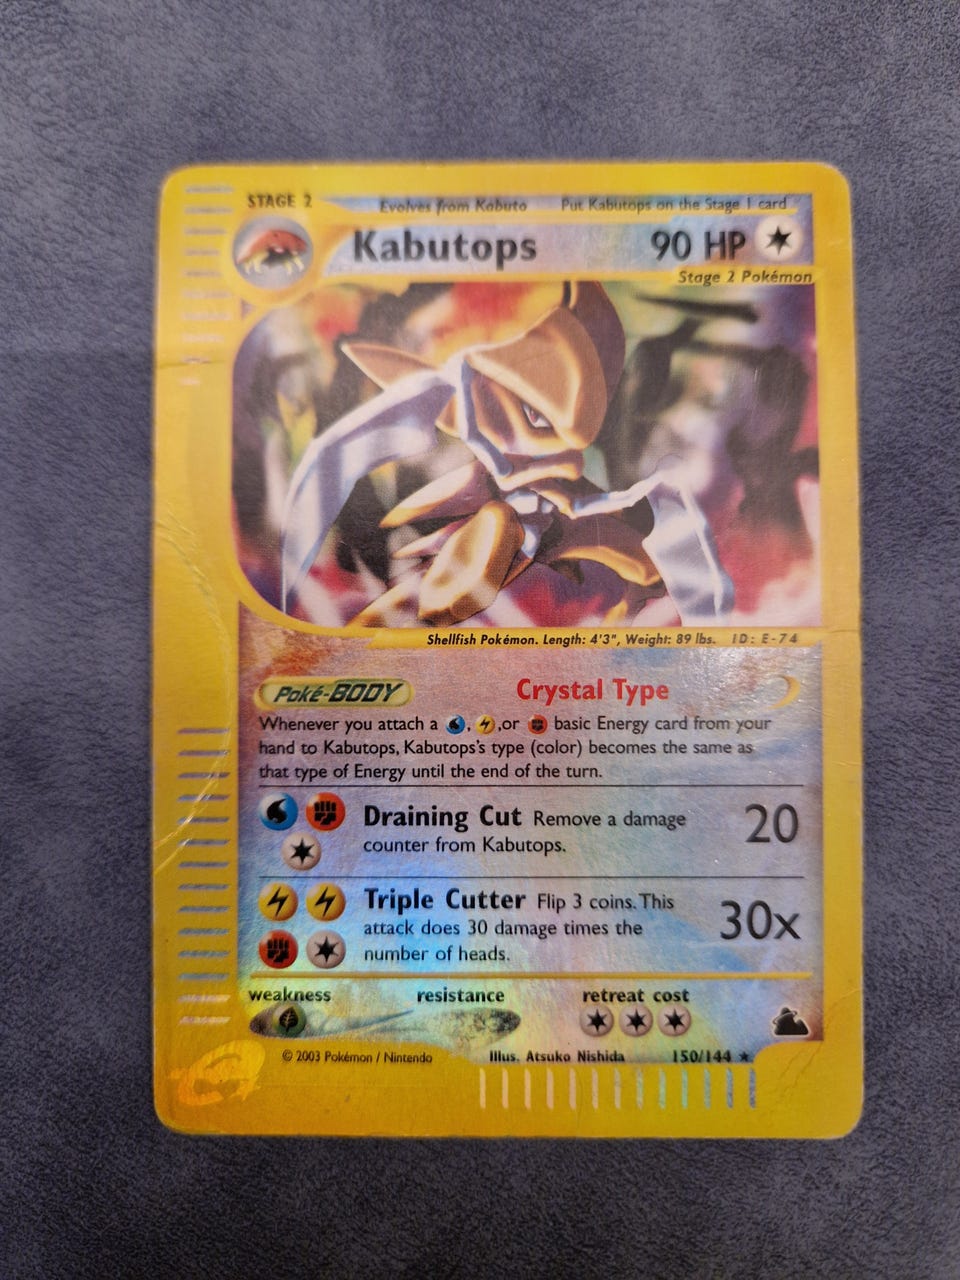 STAGE 2 Evolves from Kabuto Put Kabutops on the Stage 1 card
Kabutops 90 HP
Stage 2 Pokémon
Shellfish Pokémon. Length: 4'3", Weight: 89 lbs. ID: E-74
Poké-BODY Crystal Type
Whenever you attach a , ,or basic Energy card from your
hand to Kabutops, Kabutops's type (color) becomes the same as
that type of Energy until the end of the turn.
Draining Cut Remove a damage
counter from Kabutops.
20
Triple Cutter Flip 3 coins. This
attack does 30 damage times the
number of heads.
30x
weakness resistance retreat cost
© 2003 Pokémon / Nintendo Illus. Atsuko Nishida 150/144 ★